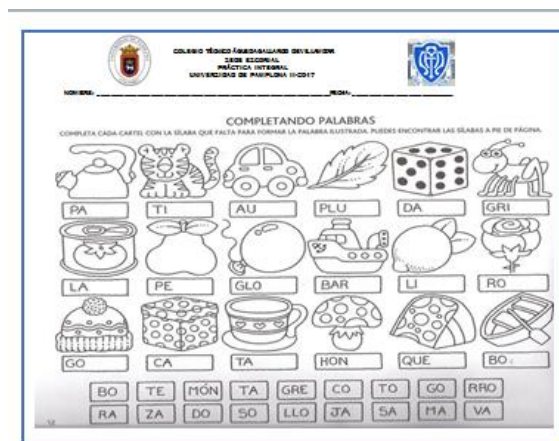 COLEGIO TÉCNICO ÁGUEDA GALLARDO DE VILLAMIZAR
SEDE ESCORIAL
PRÁCTICA INTEGRAL
UNIVERSIDAD DE PAMPLONA II-2017
NOMBRE: FECHA:
COMPLETANDO PALABRAS
COMPLETA CADA CARTEL CON LA SÍLABA QUE FALTA PARA FORMAR LA PALABRA ILUSTRADA. PUEDES ENCONTRAR LAS SÍLABAS A PIE DE PÁGINA.
PA TI AU PLU DA GRI
LA PE GLO BAR LI RO
GO CA TA HON QUE BO
BO TE MÓN TA GRE CO TO GO RRO
RA ZA DO SO LLO JA SA MA VA